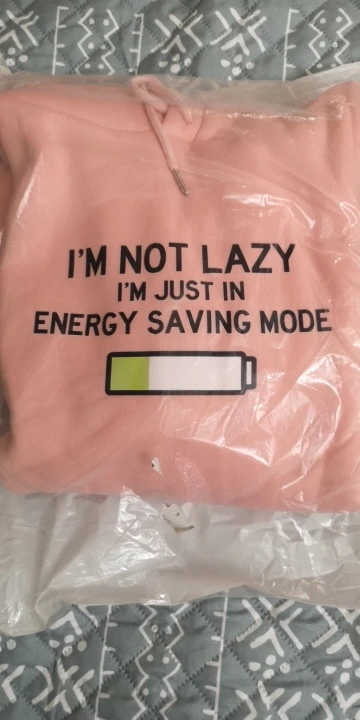 I'M NOT LAZY
I'M JUST IN
ENERGY SAVING MODE